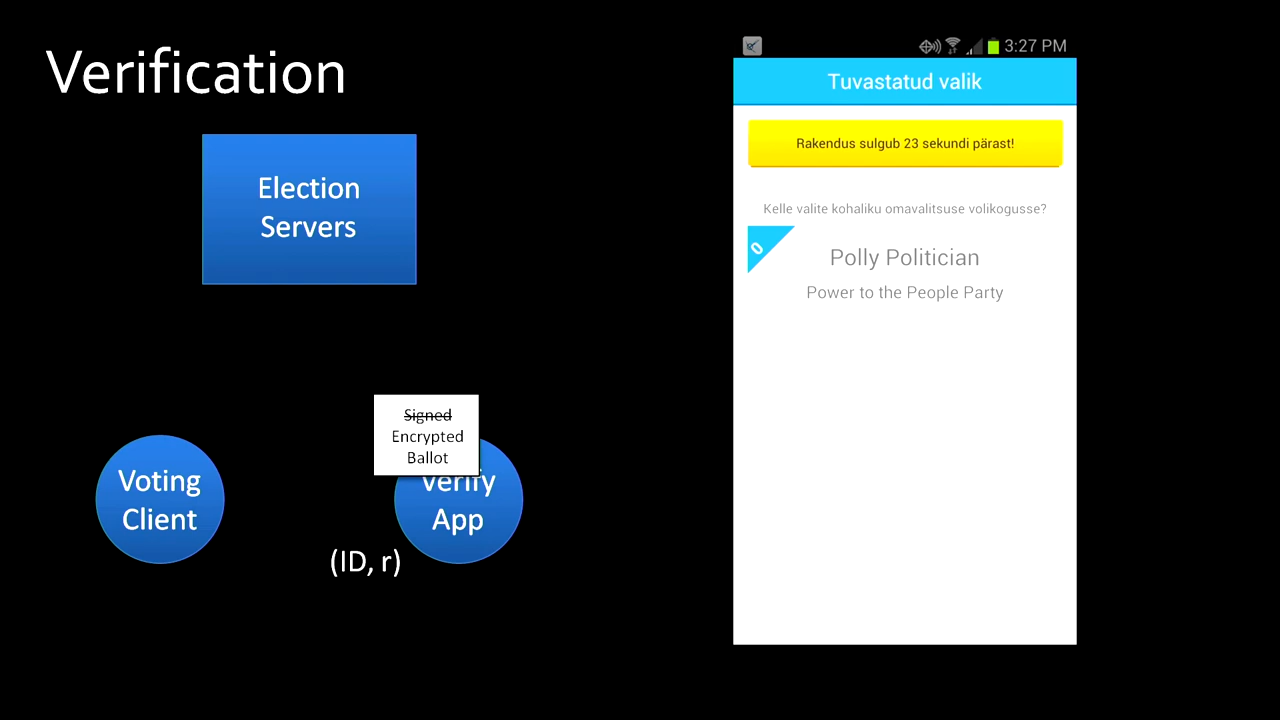 Verification
Election
Servers
Signed
Encrypted
Ballot
Voting
Client
Verify
App
(ID, r)
3:27 PM
Tuvastatud valik
Rakendus sulgub 23 sekundi pärast!
Kelle valite kohaliku omavalitsuse volikogusse?
0
Polly Politician
Power to the People Party